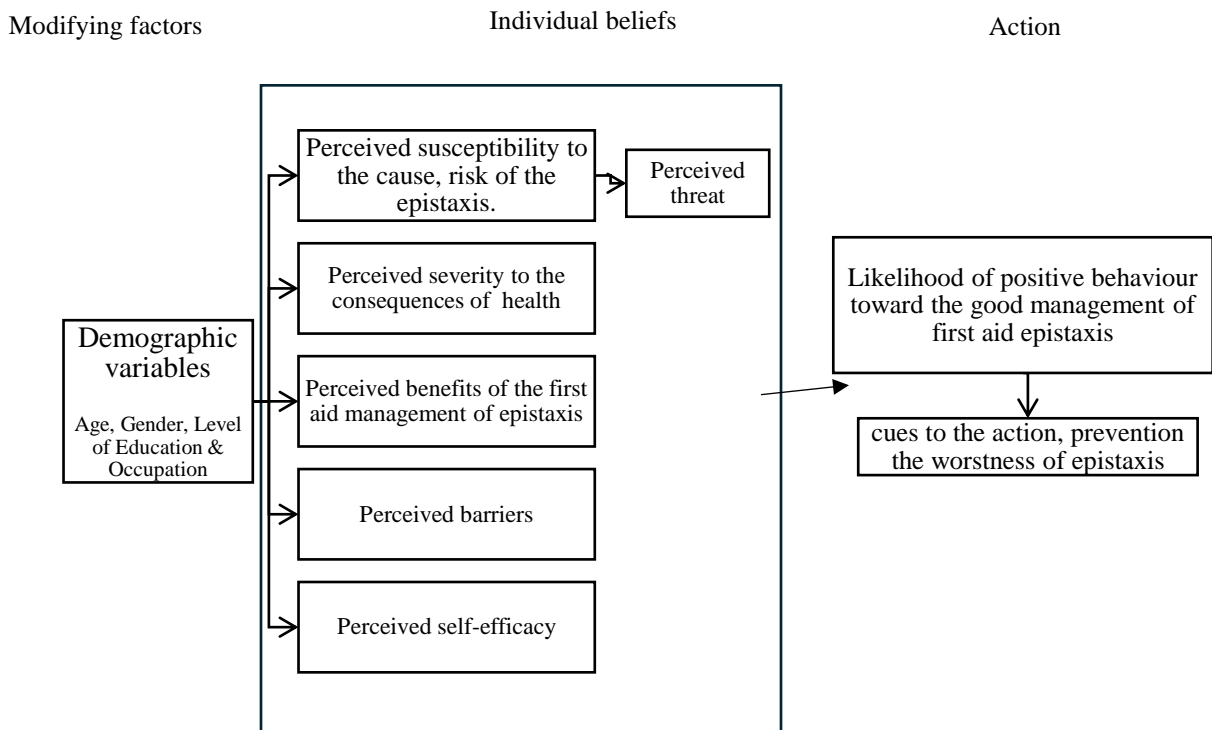 Modifying factors
Individual beliefs
Action
Perceived susceptibility to
the cause, risk of the
epistaxis.
Perceived
threat
Perceived severity to the
consequences of  health
Demographic
variables
Age, Gender, Level
of Education &
Occupation
Perceived benefits of the first
aid management of epistaxis
Perceived barriers
Perceived self-efficacy
Likelihood of positive behaviour
toward the good management of
first aid epistaxis
cues to the action, prevention
the worstness of epistaxis